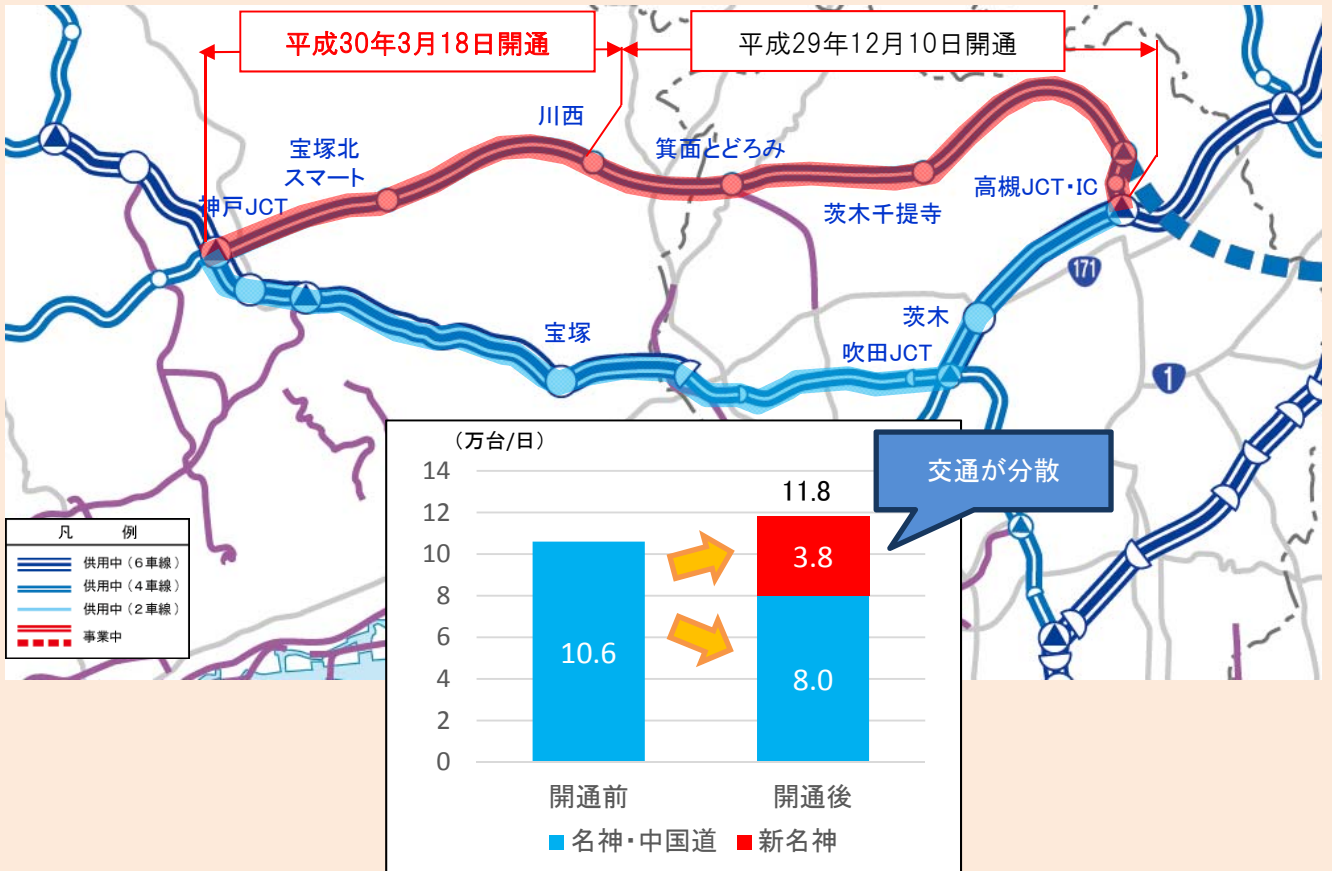 平成30年3月18日開通
平成29年12月10日開通
川西
宝塚北
スマート
箕面とどろみ
神戸JCT
高槻JCT・IC
茨木千提寺
171
茨木
宝塚
吹田JCT
1
(万台/日)
交通が分散
14
12
10
8
6
4
2
0
11.8
3.8
10.6
8.0
開通前
開通後
名神・中国道
新名神
凡 例
供用中(6車線)
供用中(4車線)
供用中(2車線)
事業中